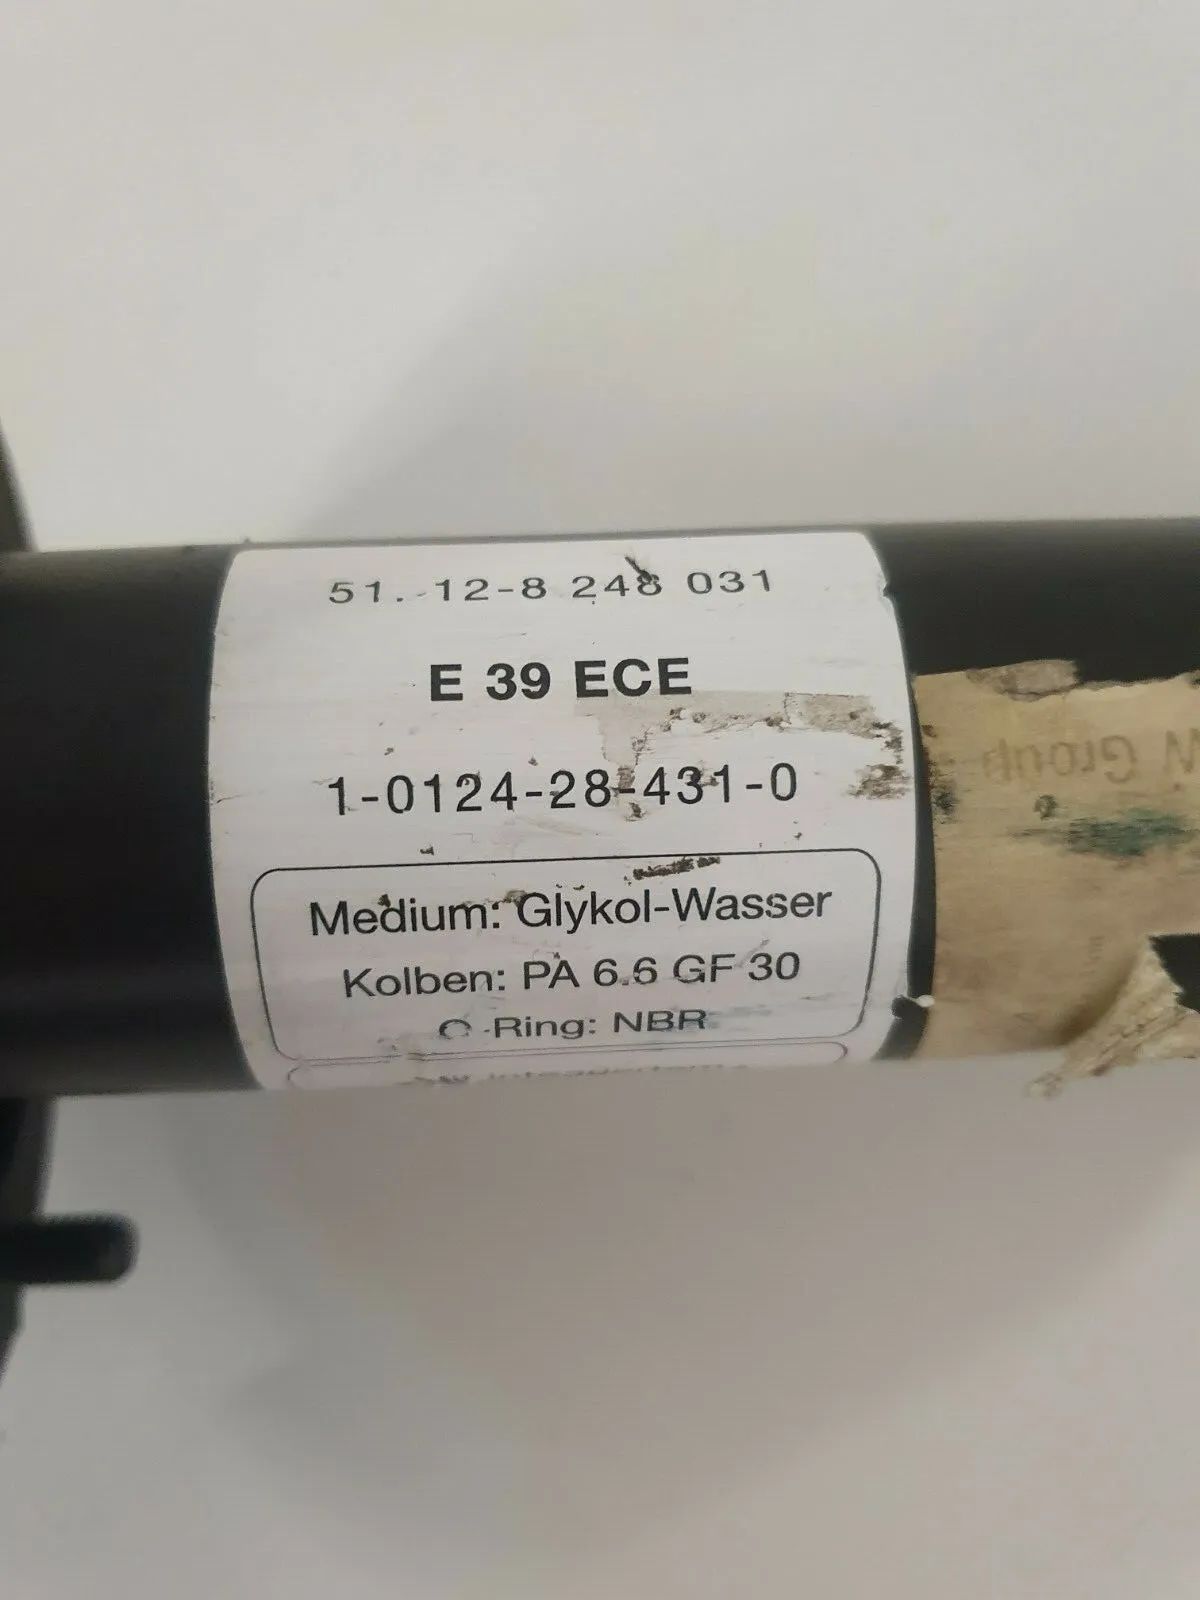 51.-12-8 248 031
E 39 ECE
1-0124-28-431-0
Medium: Glykol-Wasser
Kolben: PA 6.6 GF 30
O-Ring: NBR
W Group